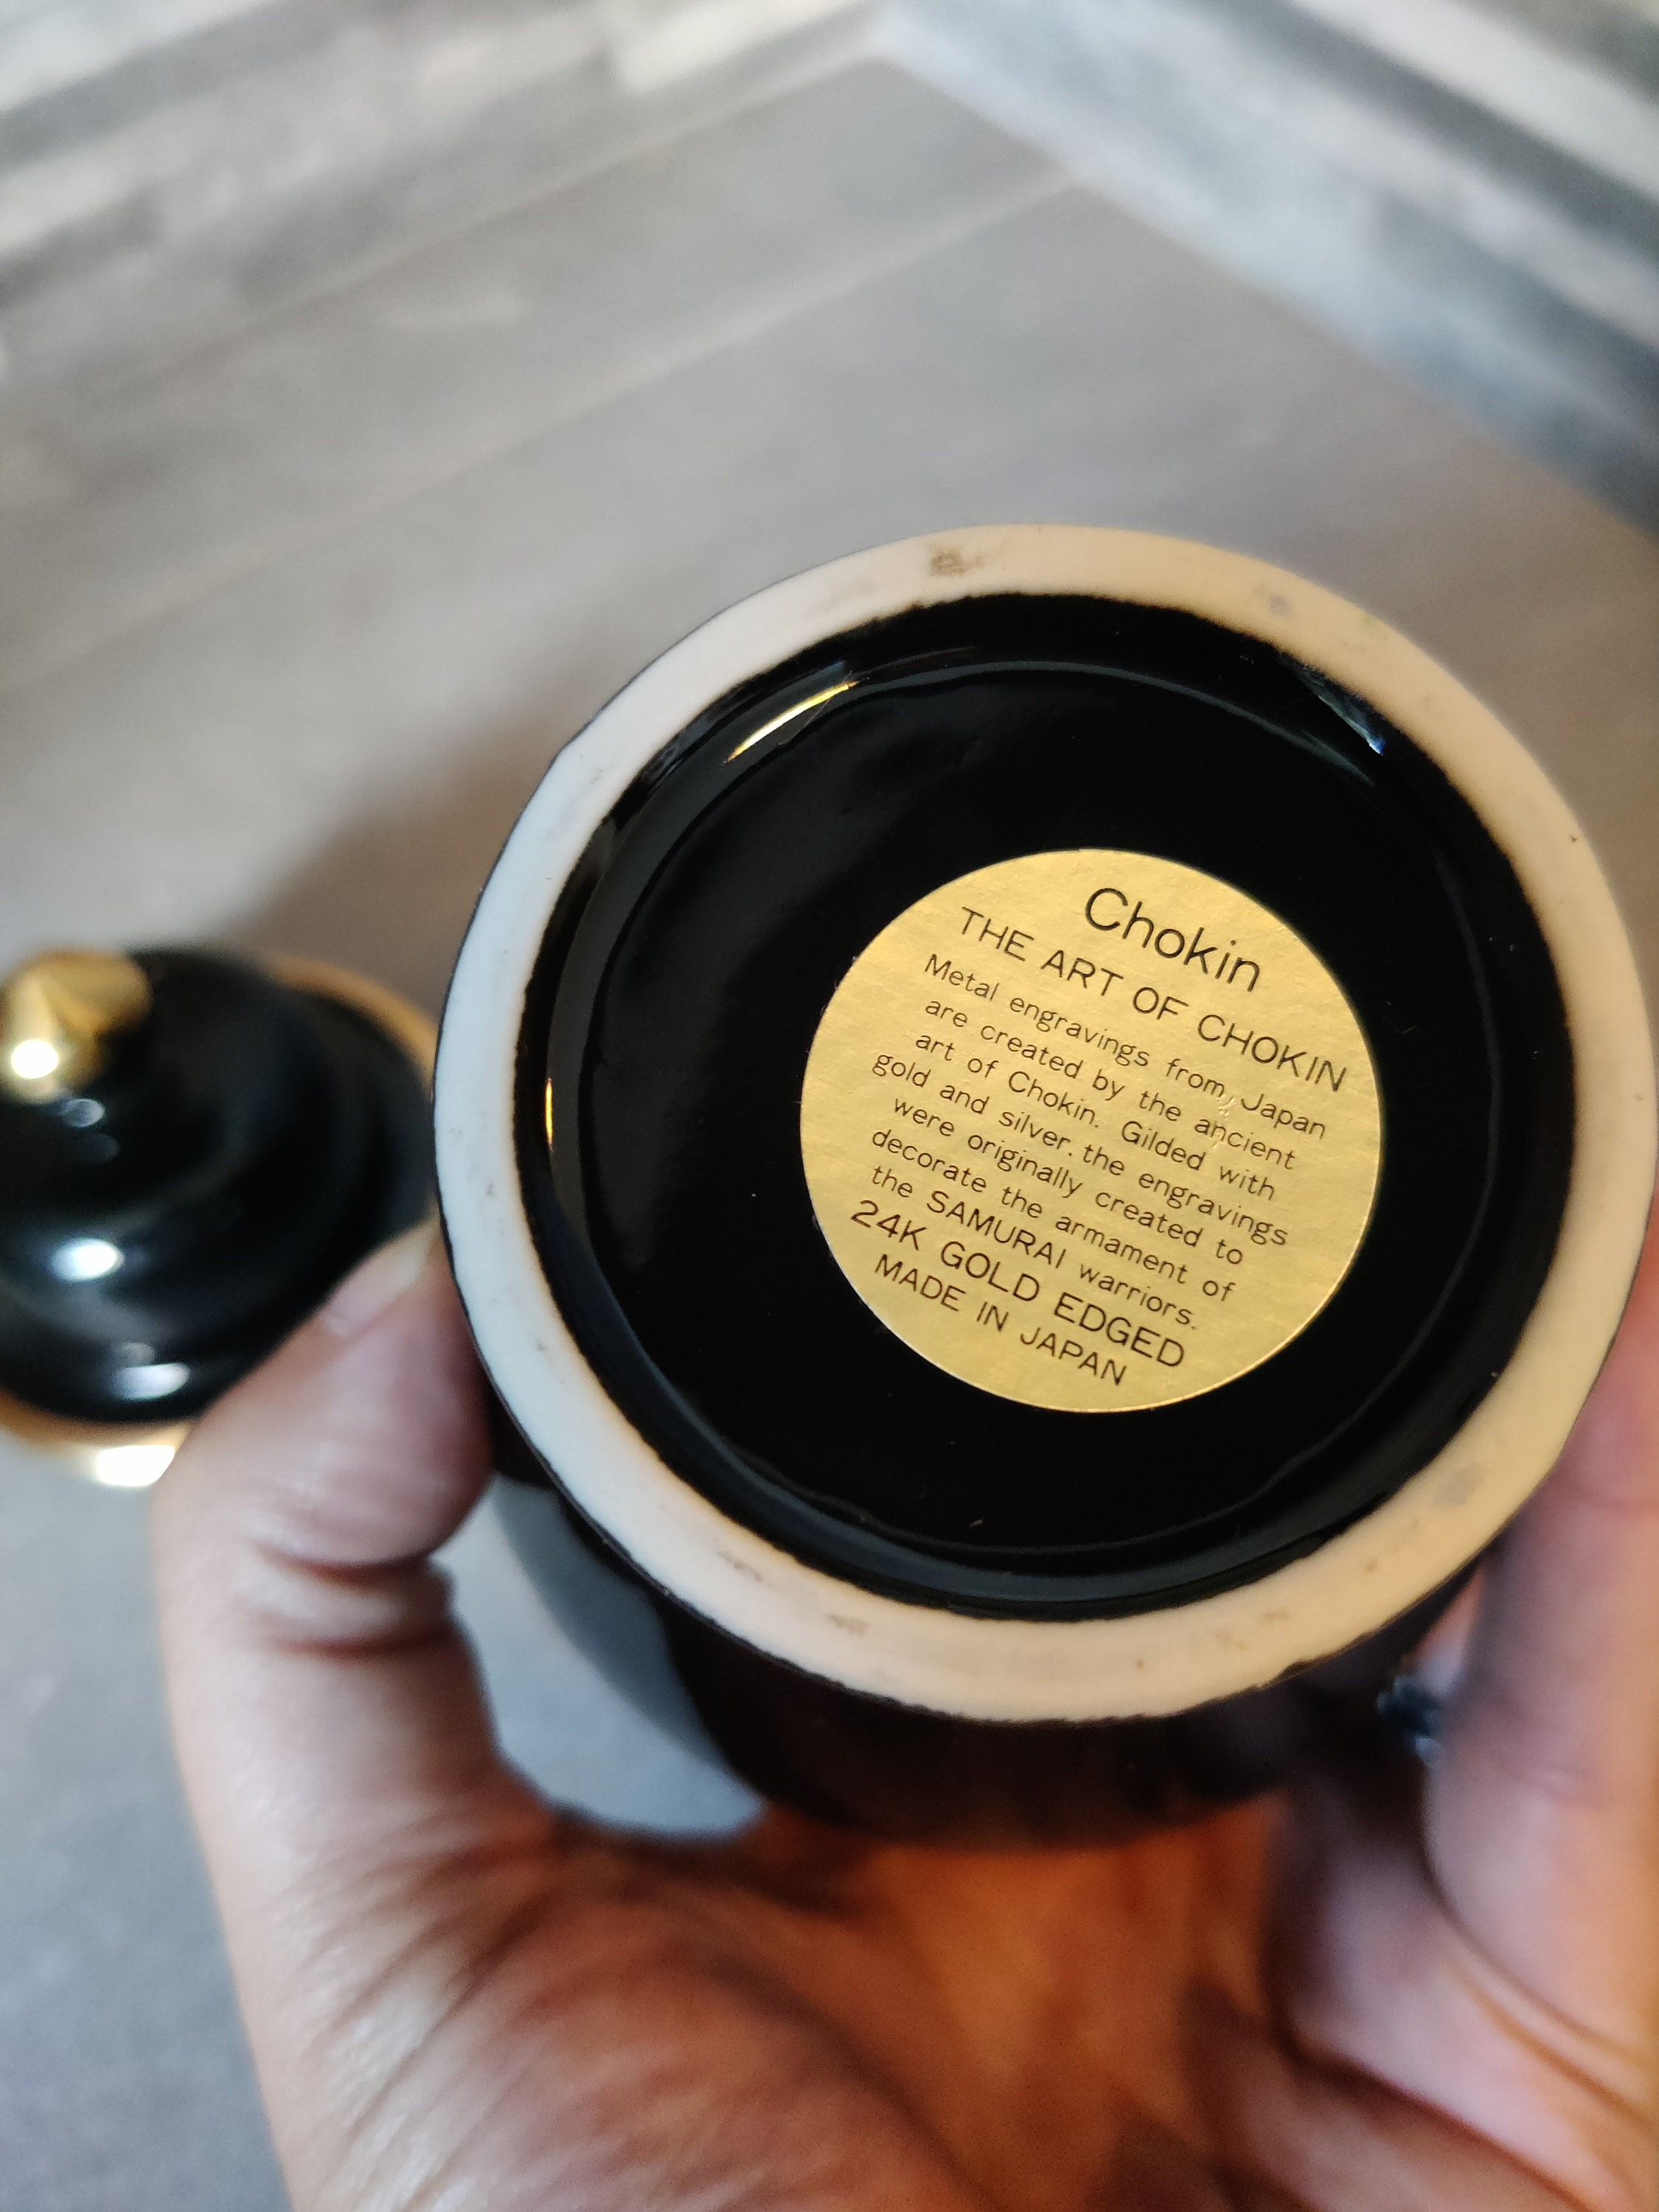 Chokin
THE ART OF CHOKIN
Metal engravings from Japan
are created by the ancient
art of Chokin. Gilded with
gold and silver. the engravings
were originally created to
decorate the armament of
the SAMURAI warriors.
24K GOLD EDGED
MADE IN JAPAN